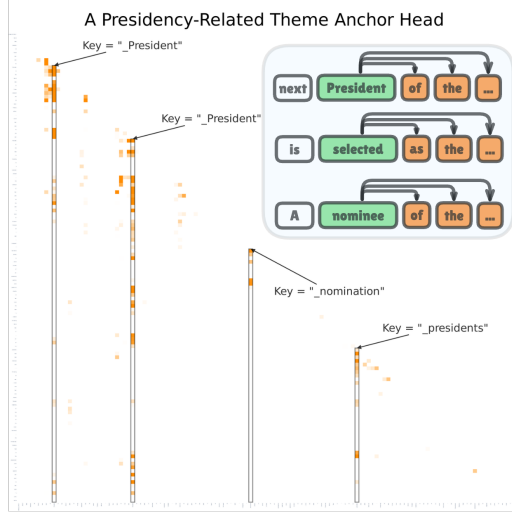 A Presidency-Related Theme Anchor Head
Key = "_President"
next President of the ...
Key = "_President"
is selected as the ...
A nominee of the ...
Key = "_nomination"
Key = "_presidents"